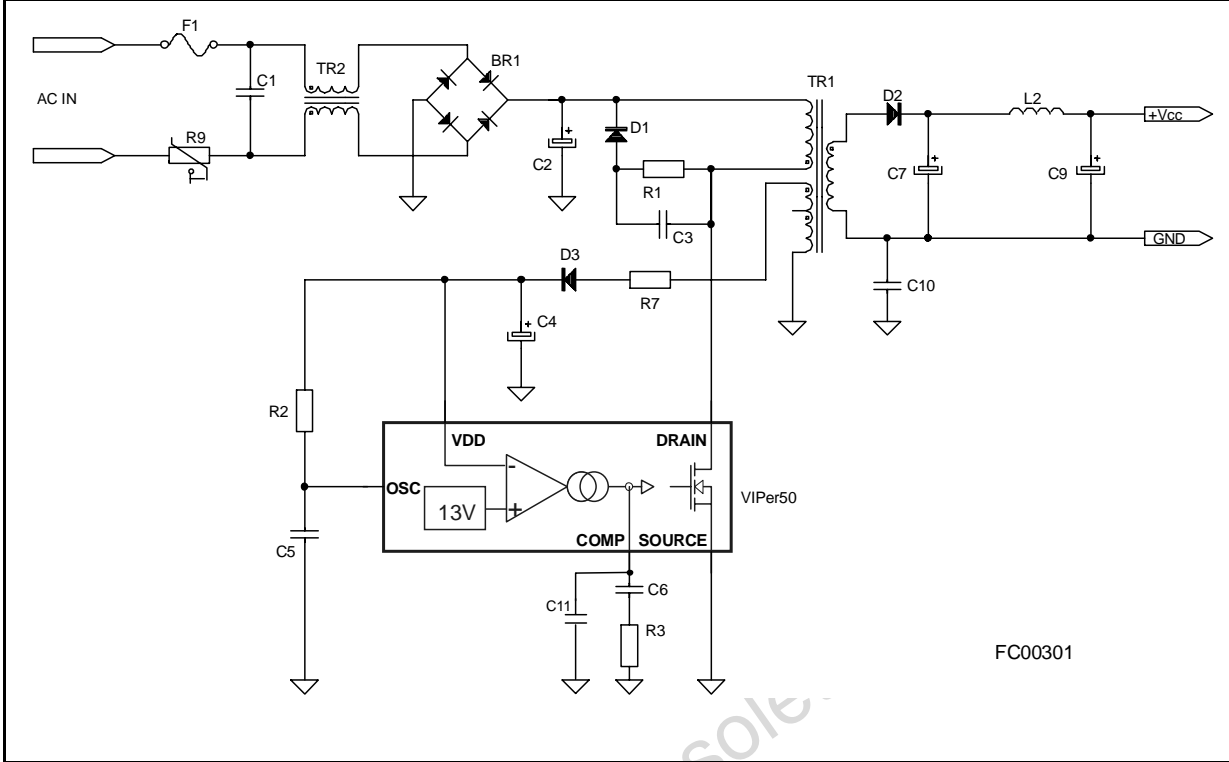 F1
AC IN
C1
TR2
BR1
R9
C2
D1
R1
C3
TR1
D2
L2
+Vcc
C7
C9
GND
C10
D3
R7
C4
R2
VDD
DRAIN
OSC
13V
-
+
VIPer50
COMP SOURCE
C5
C11
C6
R3
FC00301